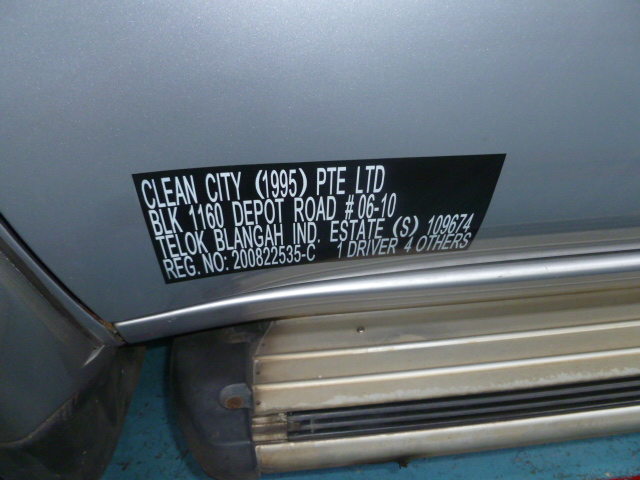 CLEAN CITY (1995) PTE LTD
BLK 1160 DEPOT ROAD # 06-10
TELOK BLANGAH IND. ESTATE (S) 109674
REG. NO: 200822535-C 1 DRIVER 4 OTHERS